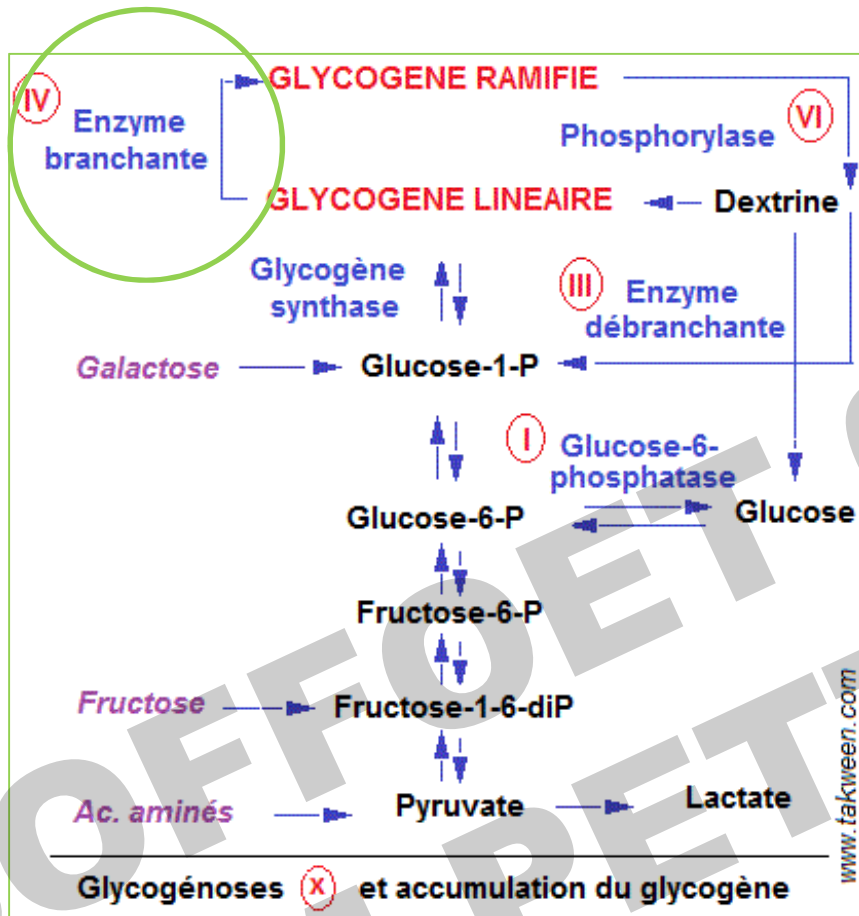 GLYCOGENE RAMIFIE
IV
Enzyme
branchante
Phosphorylase
VI
GLYCOGENE LINEAIRE
Dextrine
Glycogène
synthase
III
Enzyme
débranchante
Galactose
Glucose-1-P
I
Glucose-6-
phosphatase
Glucose-6-P
Glucose
Fructose-6-P
Fructose
Fructose-1-6-diP
Ac. aminés
Pyruvate
Lactate
www.takween.com
Glycogénoses X et accumulation du glycogène
OFFOET